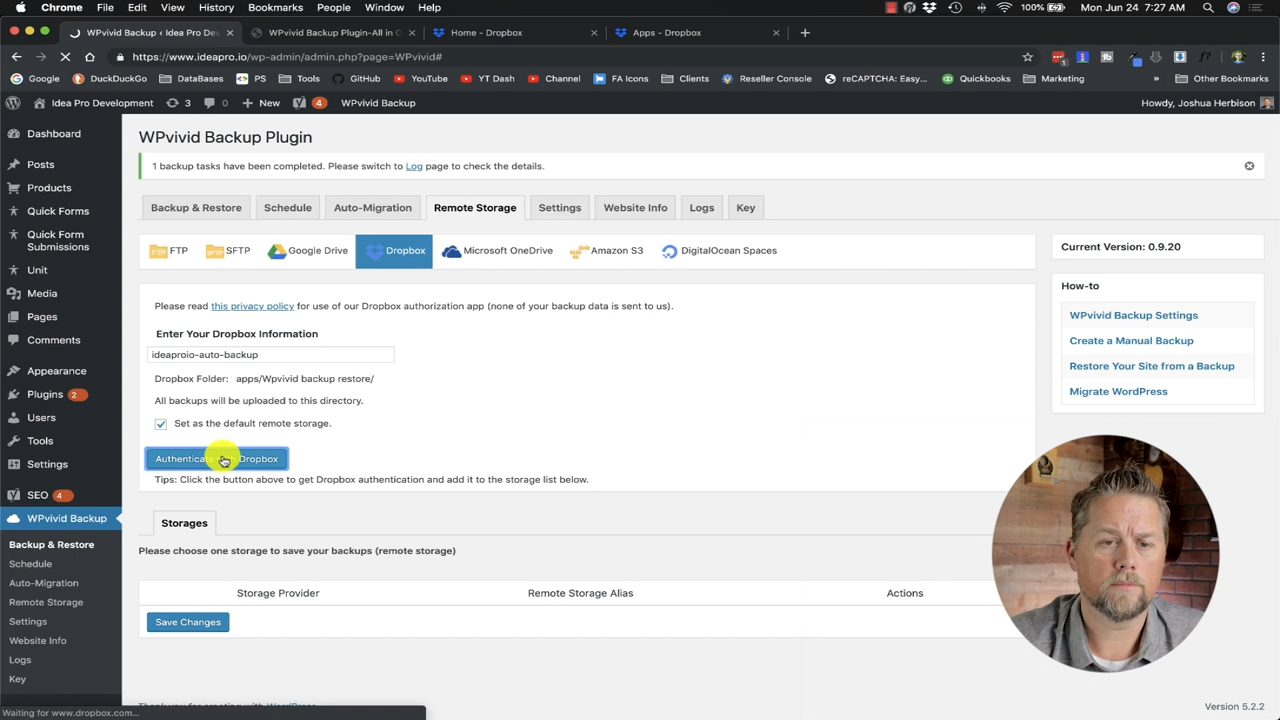 Chrome File Edit View History Bookmarks People Window Help 100% Mon Jun 24 7:27 AM
WPvivid Backup ‹ Idea Pro Dev
WPvivid Backup Plugin-All in O
Home - Dropbox
Apps - Dropbox
https://www.ideapro.io/wp-admin/admin.php?page=WPvivid#
Google DuckDuckGo DataBases Tools Plugins YouTube YT Dash Channel FA Icons Clients Reseller Console reCAPTCHA: Easy... Quickbooks Marketing » Other Bookmarks
Idea Pro Development 3 0 + New 4 WPvivid Backup Howdy, Joshua Herbison
Dashboard
Posts
Products
Quick Forms
Quick Form
Submissions
Unit
Media
Pages
Comments
Appearance
Plugins 2
Users
Tools
Settings
SEO 4
WPvivid Backup
Backup & Restore
Schedule
Auto-Migration
Remote Storage
Settings
Website Info
Logs
Key
WPvivid Backup Plugin
1 backup tasks have been completed. Please switch to Log page to check the details.
Backup & Restore Schedule Auto-Migration Remote Storage Settings Website Info Logs Key
FTP SFTP Google Drive Dropbox Microsoft OneDrive Amazon S3 DigitalOcean Spaces
Please read this privacy policy for use of our Dropbox authorization app (none of your backup data is sent to us).
Enter Your Dropbox Information
ideaproio-auto-backup
Dropbox Folder: apps/Wpvivid backup restore/
All backups will be uploaded to this directory.
Set as the default remote storage.
Authenticate with Dropbox
Tips: Click the button above to get Dropbox authentication and add it to the storage list below.
Storages
Please choose one storage to save your backups (remote storage)
Storage Provider Remote Storage Alias Actions
Save Changes
Current Version: 0.9.20
How-to
WPvivid Backup Settings
Create a Manual Backup
Restore Your Site from a Backup
Migrate WordPress
Thank you for creating with WordPress
Version 5.2.2
Waiting for www.dropbox.com...